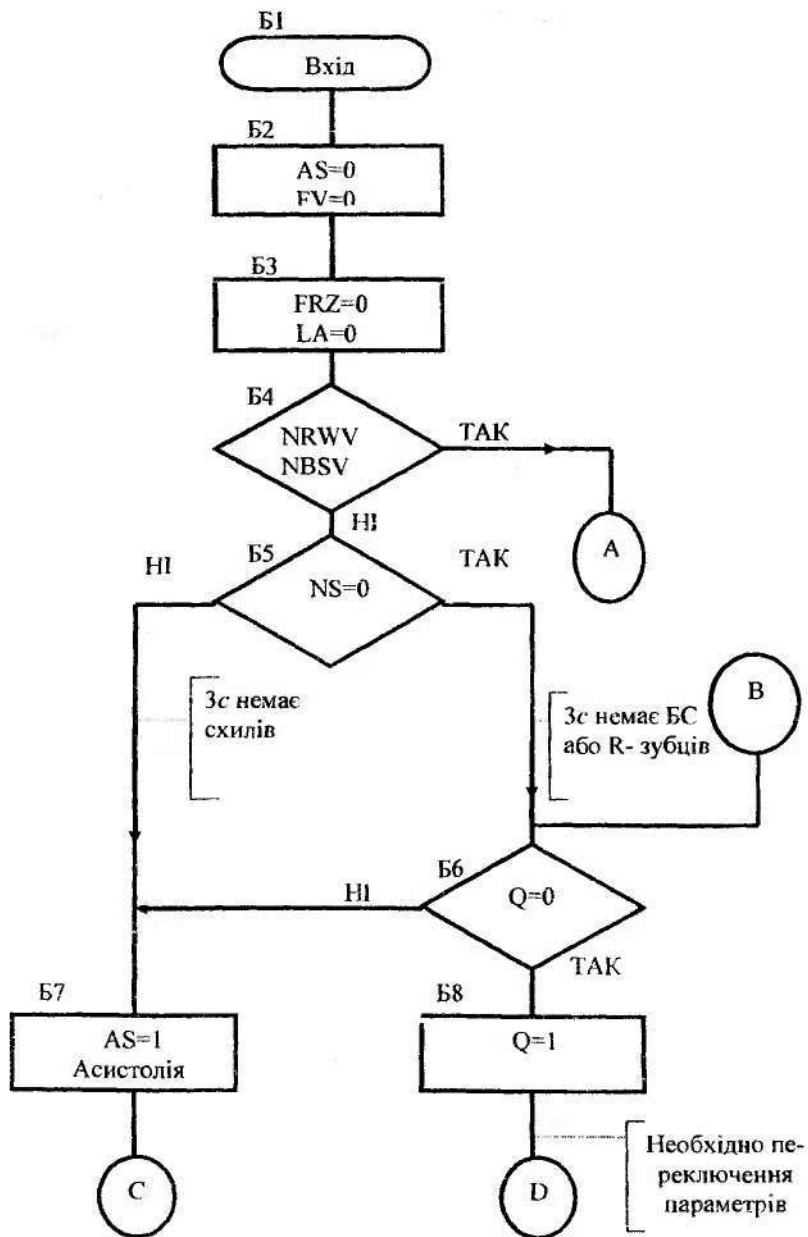 Б1
Вхід
Б2
AS=0
FV=0
Б3
FRZ=0
LA=0
Б4
NRWV
NBSV
ТАК
А
НІ
Б5
НІ
ТАК
NS=0
3с немає
схилів
3с немає БС
або R- зубців
В
Б6
НІ
Q=0
ТАК
Б7
AS=1
Асистолія
Б8
Q=1
Необхідно пе-
реключення
параметрів
C
D